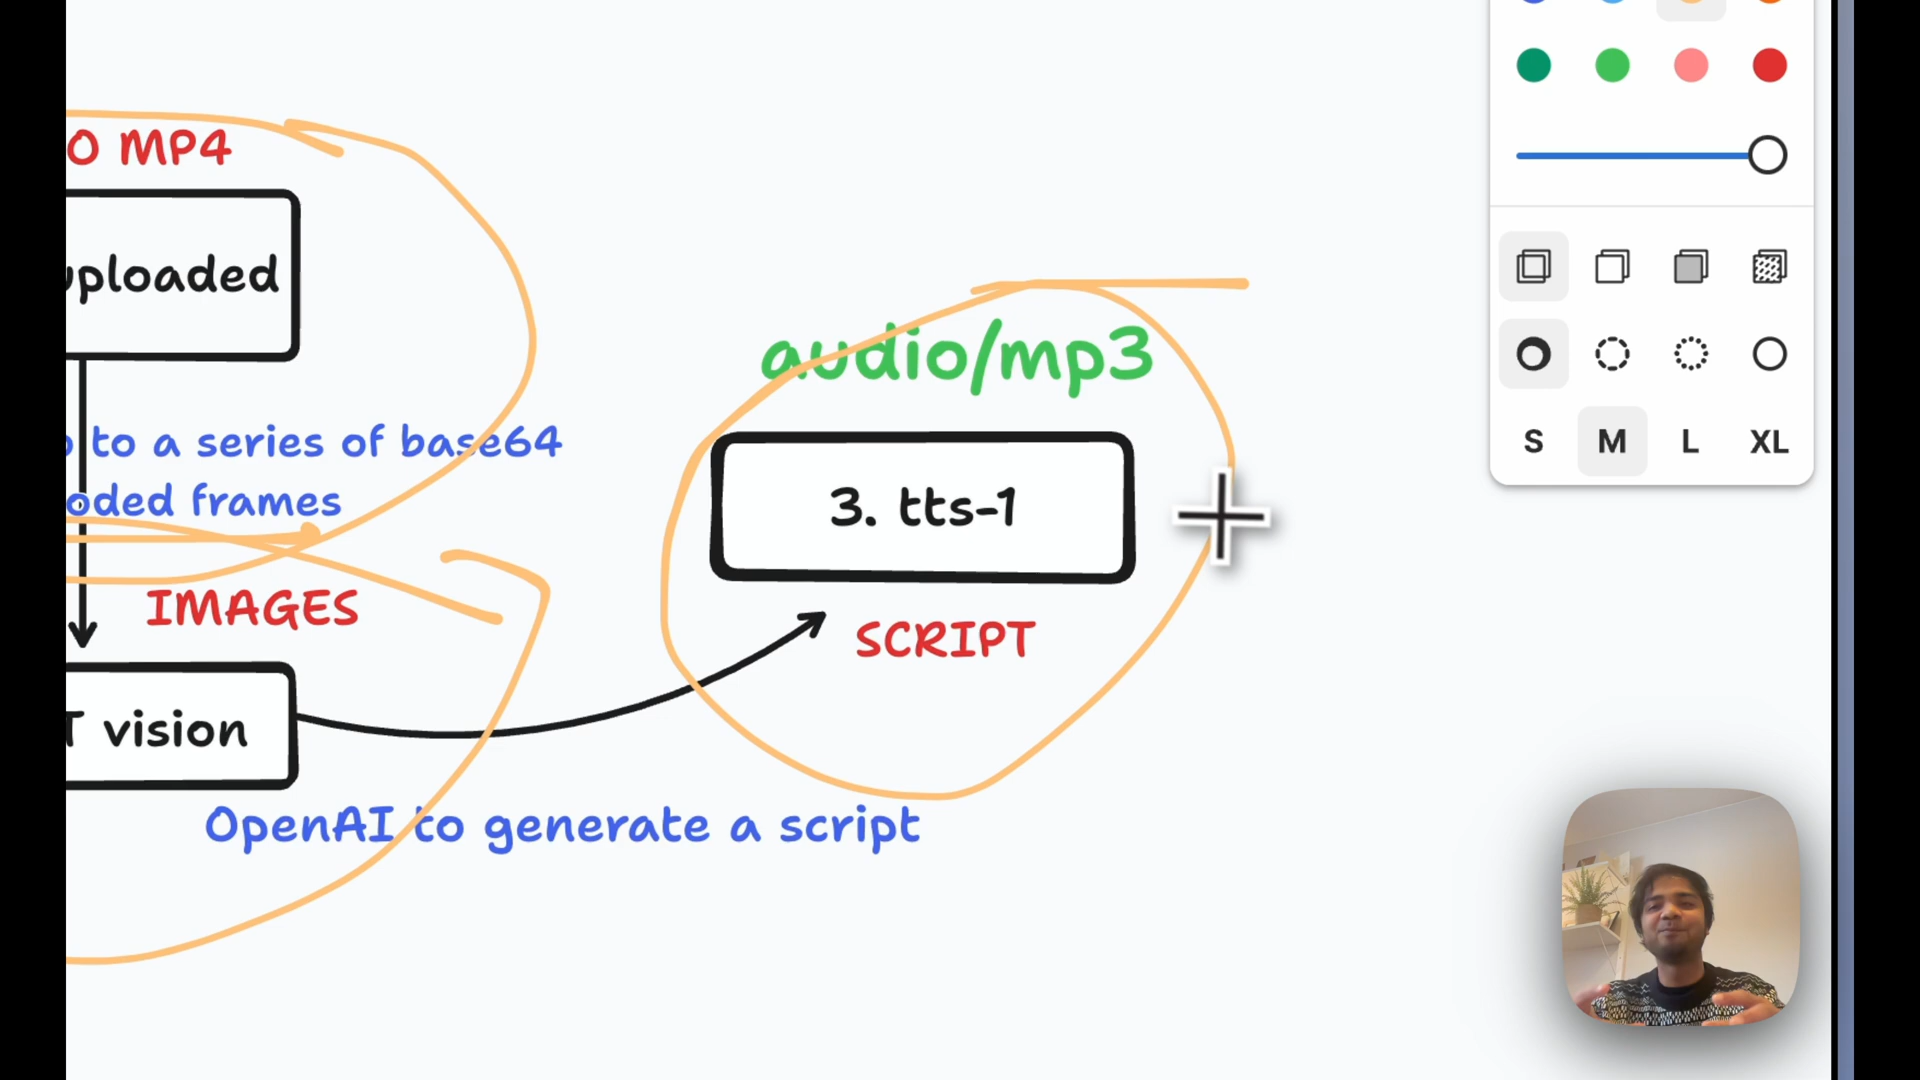 O MP4
uploaded
to a series of base64
oded frames
IMAGES
T vision
OpenAI to generate a script
audio/mp3
3. tts-1
SCRIPT
S M L XL